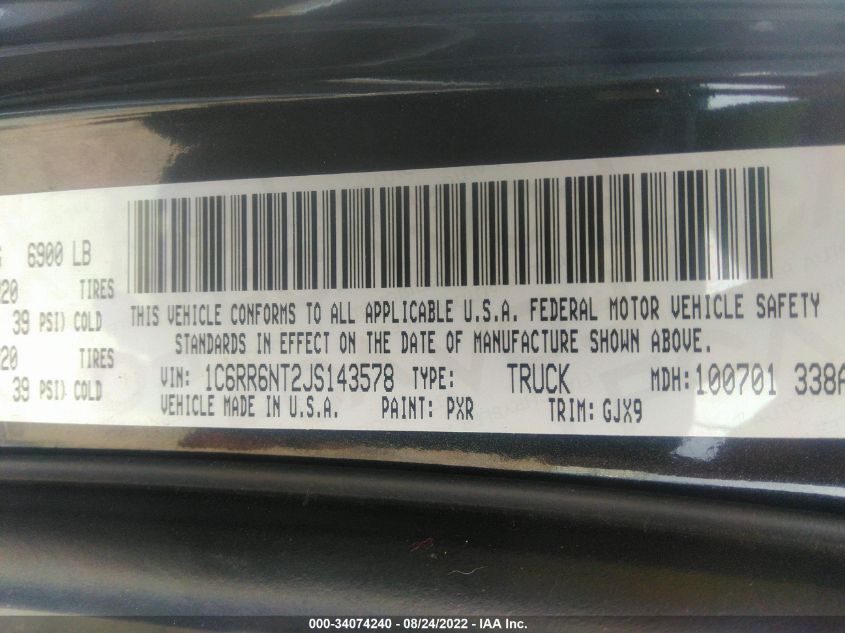 6900 LB
20 TIRES
39 PSI) COLD
20 TIRES
39 PSI) COLD
THIS VEHICLE CONFORMS TO ALL APPLICABLE U.S.A. FEDERAL MOTOR VEHICLE SAFETY
STANDARDS IN EFFECT ON THE DATE OF MANUFACTURE SHOWN ABOVE.
VIN: 1C6RR6NT2JS143578 TYPE: TRUCK MDH:100701 338A
VEHICLE MADE IN U.S.A. PAINT: PXR TRIM:GJX9
000-34074240 - 08/24/2022 - IAA Inc.